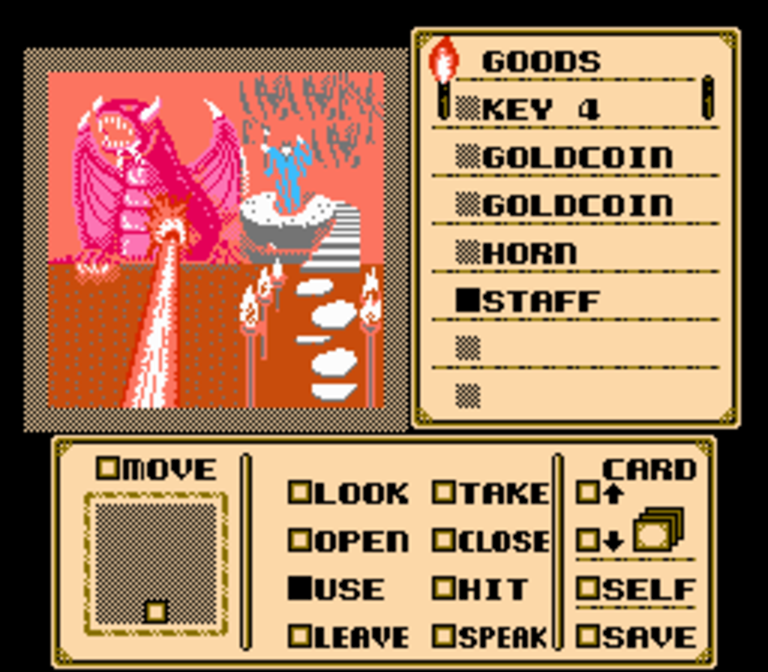 GOODS
KEY 4
GOLDCOIN
GOLDCOIN
HORN
STAFF
MOVE
LOOK TAKE
OPEN CLOSE
USE HIT
LEAVE SPEAK
CARD
SELF
SAVE